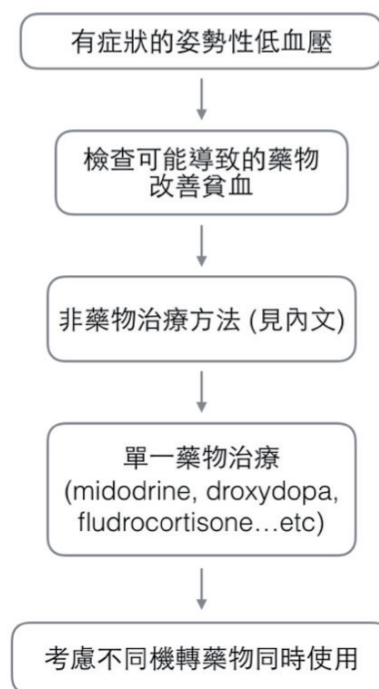 有症狀的姿勢性低血壓
檢查可能導致的藥物
改善貧血
非藥物治療方法 (見內文)
單一藥物治療
(midodrine, droxydopa,
fludrocortisone...etc)
考慮不同機轉藥物同時使用